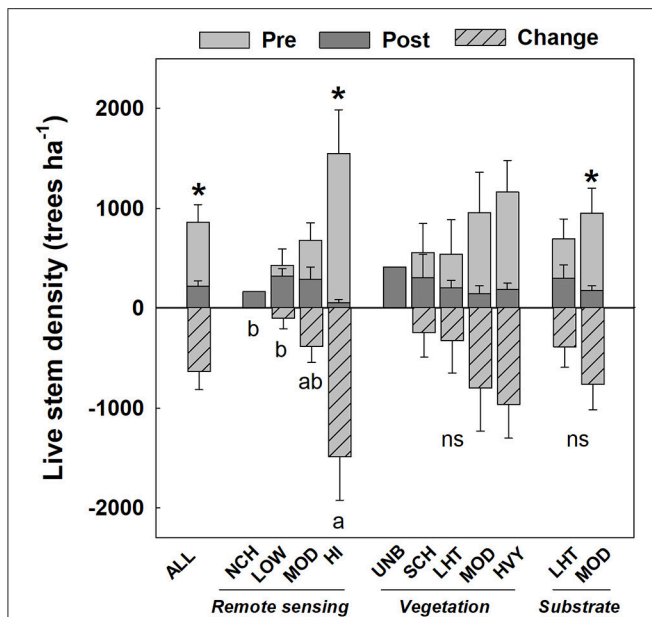 Pre Post Change
Live stem density (trees ha⁻¹)
2000
1000
0
-1000
-2000
*
*
*
b
b
ab
a
ns
ns
ALL NCH LOW MOD HI UNB SCH LHT MOD HVY LHT MOD
Remote sensing Vegetation Substrate